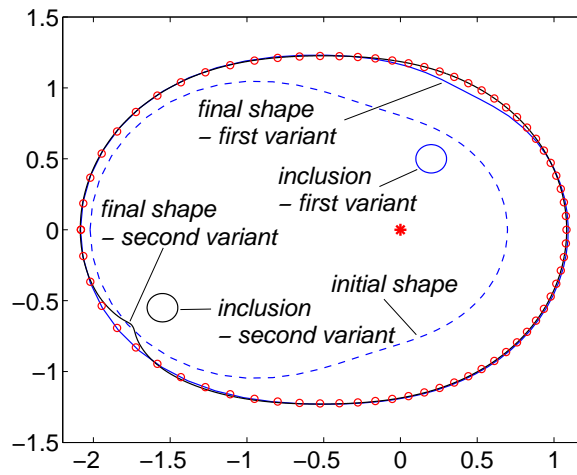 1.5
1
final shape
– first variant
0.5
inclusion
– first variant
final shape
– second variant
0
initial shape
−0.5
inclusion
– second variant
−1
−1.5
−2
−1.5
−1
−0.5
0
0.5
1